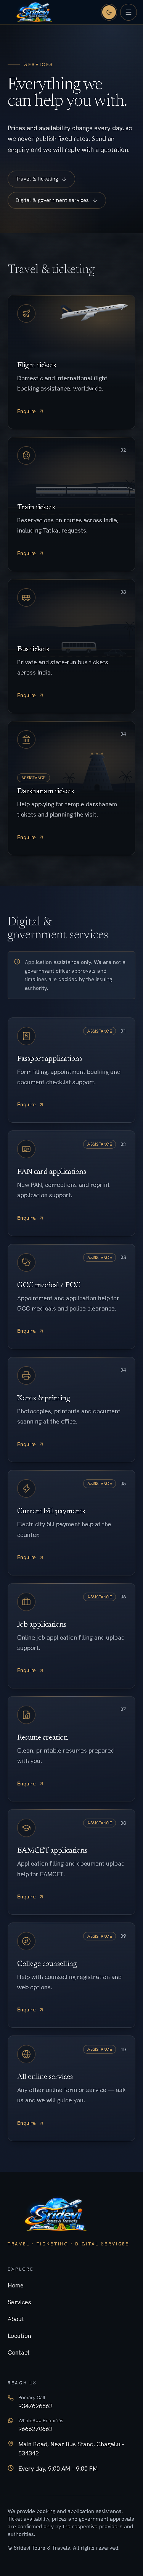 Sridevi
Tours & Travels
SERVICES
Everything we
can help you with.
Prices and availability change every day, so
we never publish fixed rates. Send an
enquiry and we will reply with a quotation.
Travel & ticketing
Digital & government services
Travel & ticketing
Flight tickets
Domestic and international flight
booking assistance, worldwide.
Enquire
02
Train tickets
Reservations on routes across India,
including Tatkal requests.
Enquire
03
Bus tickets
Private and state-run bus tickets
across India.
Enquire
04
ASSISTANCE
Darshanam tickets
Help applying for temple darshanam
tickets and planning the visit.
Enquire
Digital &
government services
Application assistance only. We are not a
government office; approvals and
timelines are decided by the issuing
authority.
ASSISTANCE 01
Passport applications
Form filling, appointment booking and
document checklist support.
Enquire
ASSISTANCE 02
PAN card applications
New PAN, corrections and reprint
application support.
Enquire
ASSISTANCE 03
GCC medical / PCC
Appointment and application help for
GCC medicals and police clearance.
Enquire
04
Xerox & printing
Photocopies, printouts and document
scanning at the office.
Enquire
ASSISTANCE 05
Current bill payments
Electricity bill payment help at the
counter.
Enquire
ASSISTANCE 06
Job applications
Online job application filling and upload
support.
Enquire
07
Resume creation
Clean, printable resumes prepared
with you.
Enquire
ASSISTANCE 08
EAMCET applications
Application filling and document upload
help for EAMCET.
Enquire
ASSISTANCE 09
College counselling
Help with counselling registration and
web options.
Enquire
ASSISTANCE 10
All online services
Any other online form or service — ask
us and we will guide you.
Enquire
Sridevi
Tours & Travels
TRAVEL · TICKETING · DIGITAL SERVICES
EXPLORE
Home
Services
About
Location
Contact
REACH US
Primary Call
9347626862
WhatsApp Enquiries
9666270662
Main Road, Near Bus Stand, Chagallu –
534342
Every day, 9:00 AM – 9:00 PM
We provide booking and application assistance.
Ticket availability, prices and government approvals
are confirmed only by the respective providers and
authorities.
© Sridevi Tours & Travels. All rights reserved.